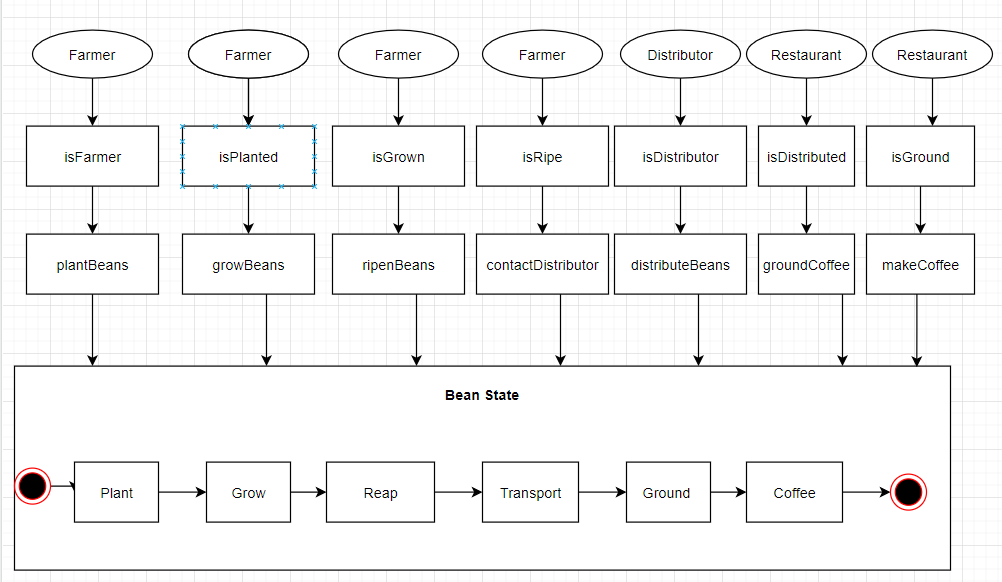 Farmer
Farmer
Farmer
Farmer
Distributor
Restaurant
Restaurant
isFarmer
isPlanted
isGrown
isRipe
isDistributor
isDistributed
isGround
plantBeans
growBeans
ripenBeans
contactDistributor
distributeBeans
groundCoffee
makeCoffee
Bean State
Plant
Grow
Reap
Transport
Ground
Coffee